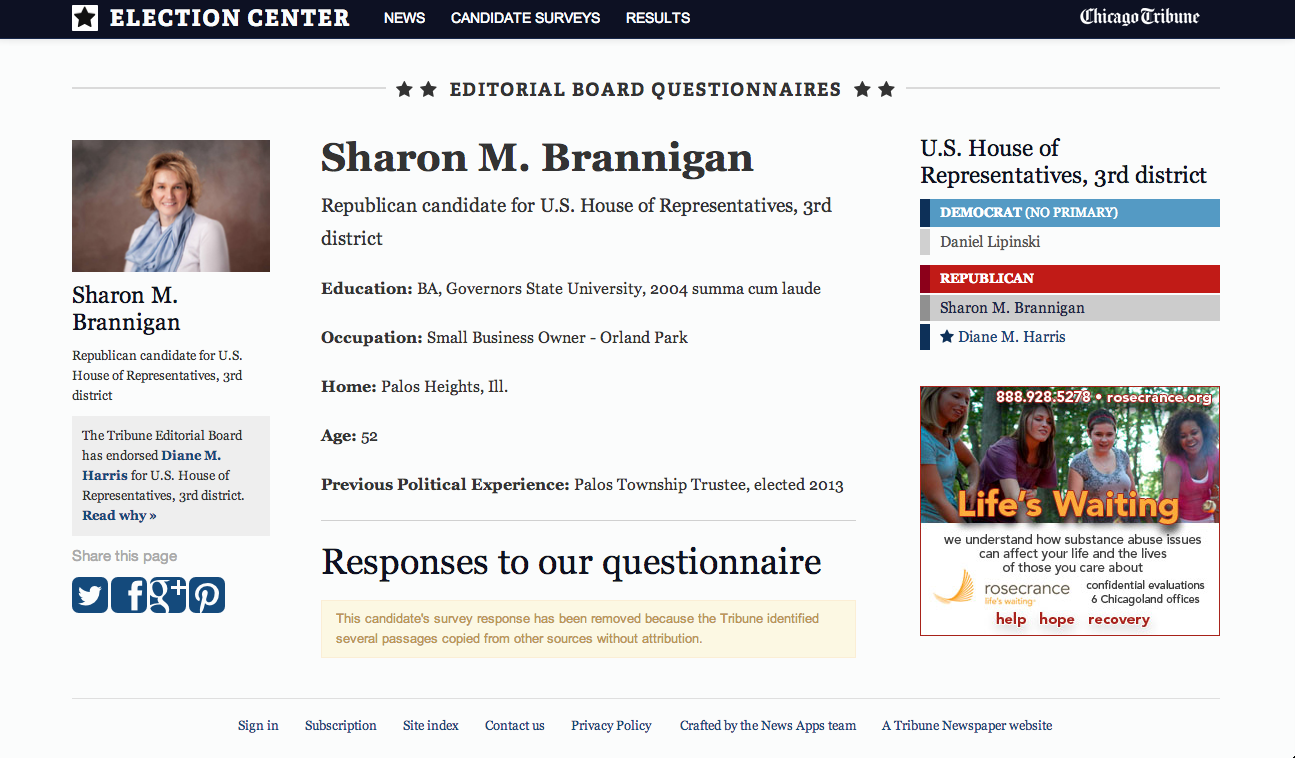 ELECTION CENTER NEWS CANDIDATE SURVEYS RESULTS Chicago Tribune
EDITORIAL BOARD QUESTIONNAIRES
Sharon M.
Brannigan
Republican candidate for U.S.
House of Representatives, 3rd
district
The Tribune Editorial Board
has endorsed Diane M.
Harris for U.S. House of
Representatives, 3rd district.
Read why »
Share this page
Sharon M. Brannigan
Republican candidate for U.S. House of Representatives, 3rd
district
Education: BA, Governors State University, 2004 summa cum laude
Occupation: Small Business Owner - Orland Park
Home: Palos Heights, Ill.
Age: 52
Previous Political Experience: Palos Township Trustee, elected 2013
Responses to our questionnaire
This candidate's survey response has been removed because the Tribune identified
several passages copied from other sources without attribution.
U.S. House of
Representatives, 3rd district
DEMOCRAT (NO PRIMARY)
Daniel Lipinski
REPUBLICAN
Sharon M. Brannigan
Diane M. Harris
888.928.5278 • rosecrance.org
Life's Waiting
we understand how substance abuse issues
can affect your life and the lives
of those you care about
rosecrance
life's waiting
confidential evaluations
6 Chicagoland offices
help hope recovery
Sign in Subscription Site index Contact us Privacy Policy Crafted by the News Apps team A Tribune Newspaper website